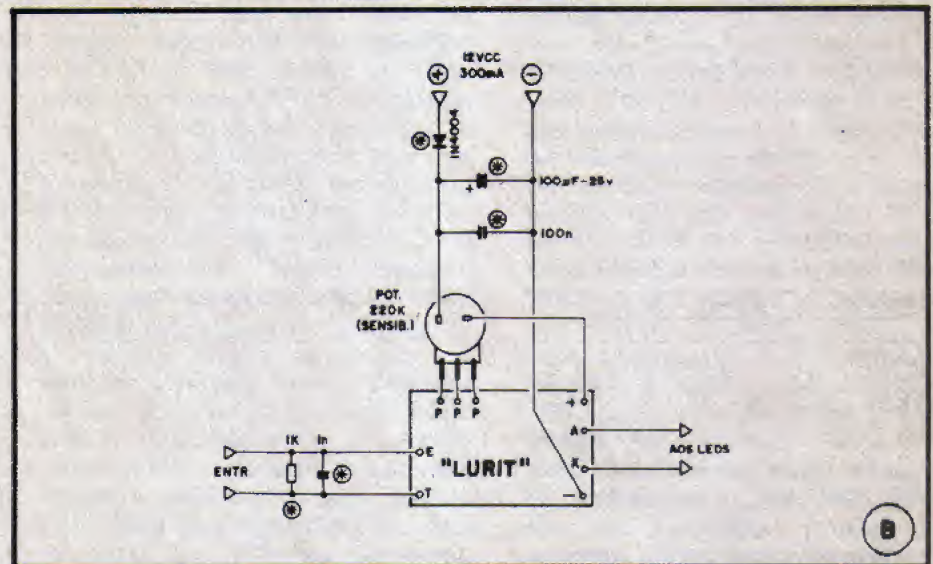 12VCC
300mA
+
-
1N4004
+
100µF-25v
100n
POT.
220K
(SENSIB.)
P P P
+
1K 1n
E
A
ENTR
"LURIT"
AOS LEDS
K
T
-
B